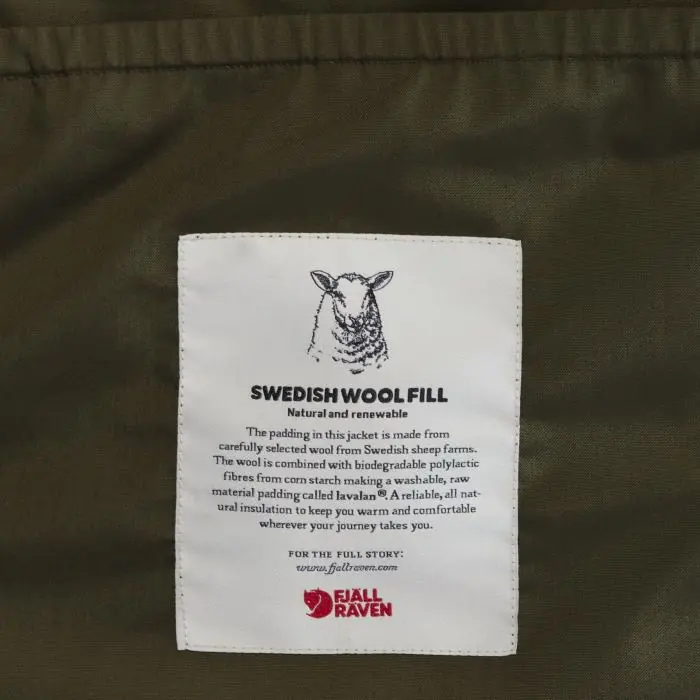 SWEDISH WOOL FILL
Natural and renewable
The padding in this jacket is made from
carefully selected wool from Swedish sheep farms.
The wool is combined with biodegradable polylactic
fibres from corn starch making a washable, raw
material padding called lavalan®. A reliable, all nat-
ural insulation to keep you warm and comfortable
wherever your journey takes you.
FOR THE FULL STORY:
www.fjallraven.com
FJÄLL
RÄVEN